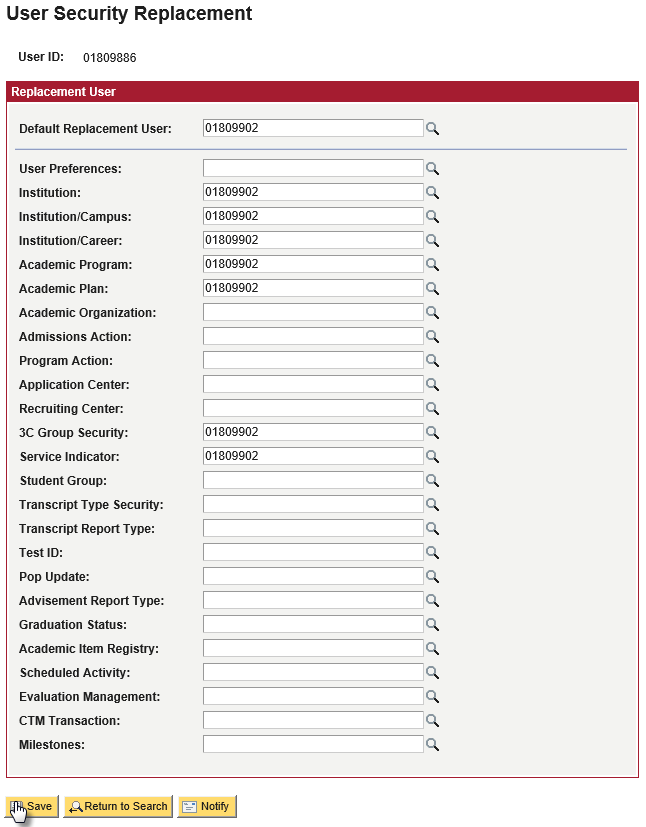 User Security Replacement
User ID: 01809886
Replacement User
Default Replacement User: 01809902
User Preferences:
Institution: 01809902
Institution/Campus: 01809902
Institution/Career: 01809902
Academic Program: 01809902
Academic Plan: 01809902
Academic Organization:
Admissions Action:
Program Action:
Application Center:
Recruiting Center:
3C Group Security: 01809902
Service Indicator: 01809902
Student Group:
Transcript Type Security:
Transcript Report Type:
Test ID:
Pop Update:
Advisement Report Type:
Graduation Status:
Academic Item Registry:
Scheduled Activity:
Evaluation Management:
CTM Transaction:
Milestones:
Save Return to Search Notify